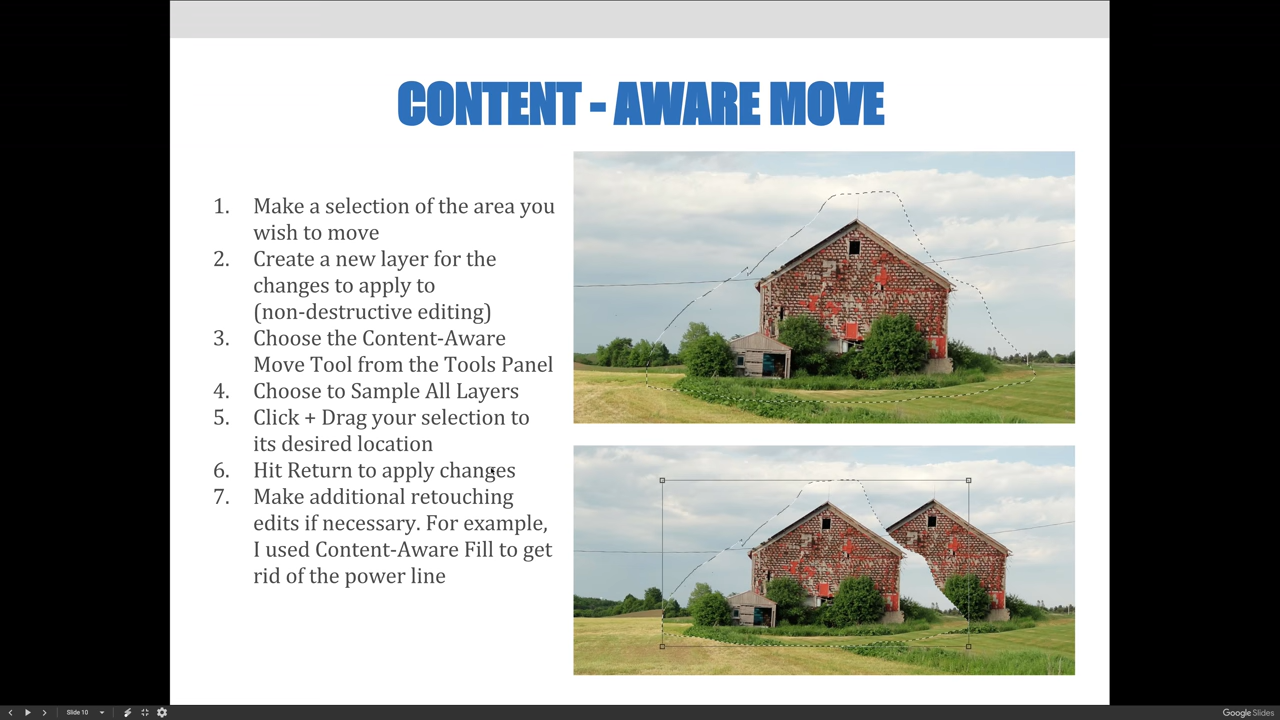 CONTENT - AWARE MOVE
1. Make a selection of the area you
wish to move
2. Create a new layer for the
changes to apply to
(non-destructive editing)
3. Choose the Content-Aware
Move Tool from the Tools Panel
4. Choose to Sample All Layers
5. Click + Drag your selection to
its desired location
6. Hit Return to apply changes
7. Make additional retouching
edits if necessary. For example,
I used Content-Aware Fill to get
rid of the power line
Slide 10
Google Slides